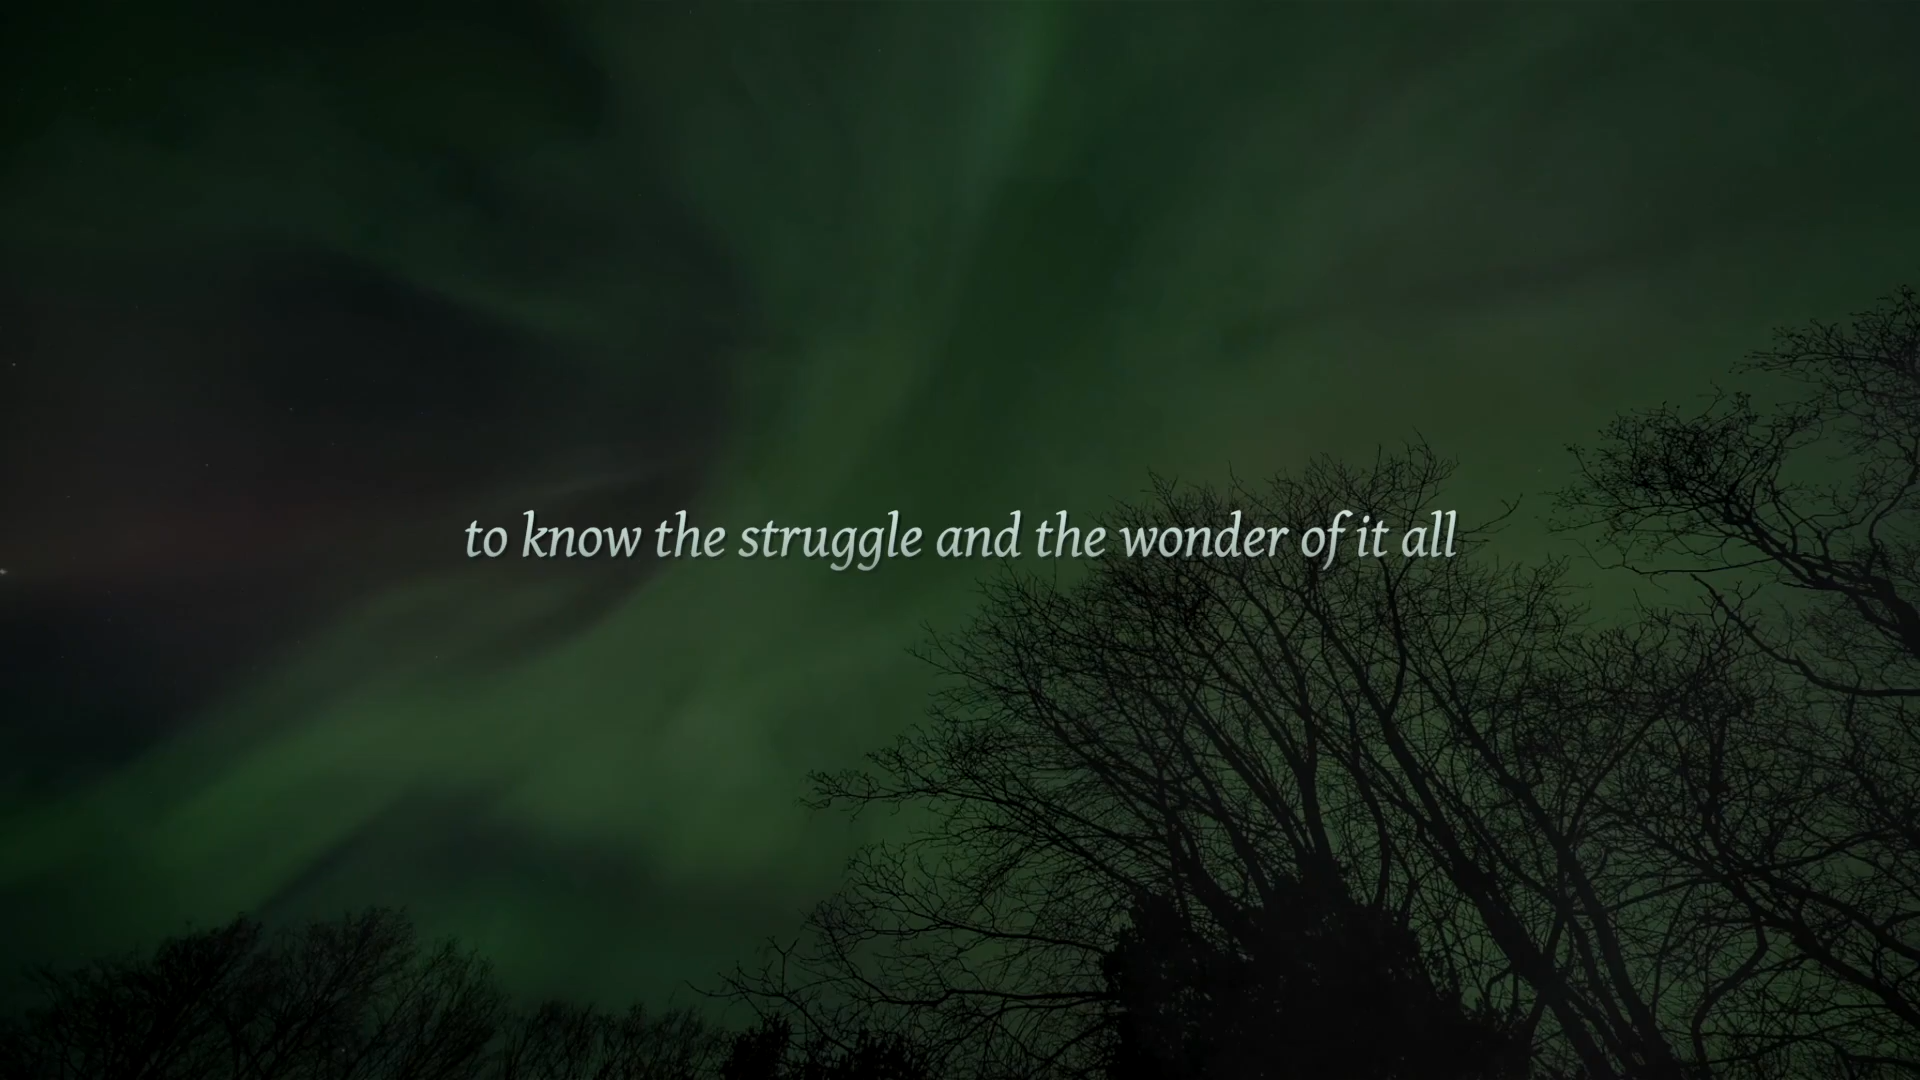 to know the struggle and the wonder of it all